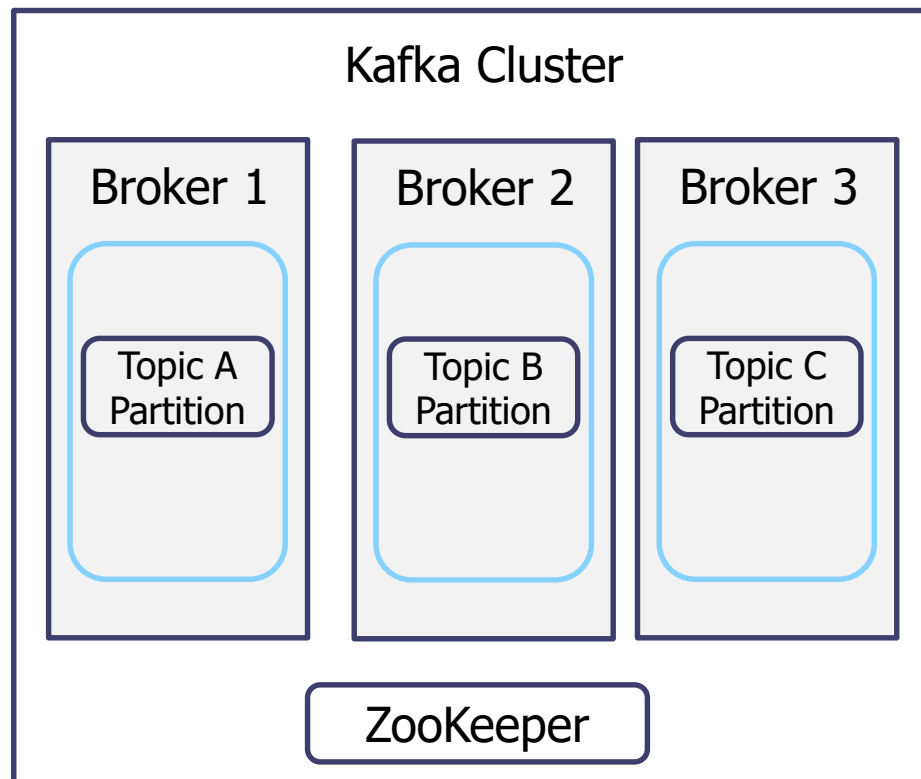 Kafka Cluster
Broker 1
Broker 2
Broker 3
Topic A
Partition
Topic B
Partition
Topic C
Partition
ZooKeeper